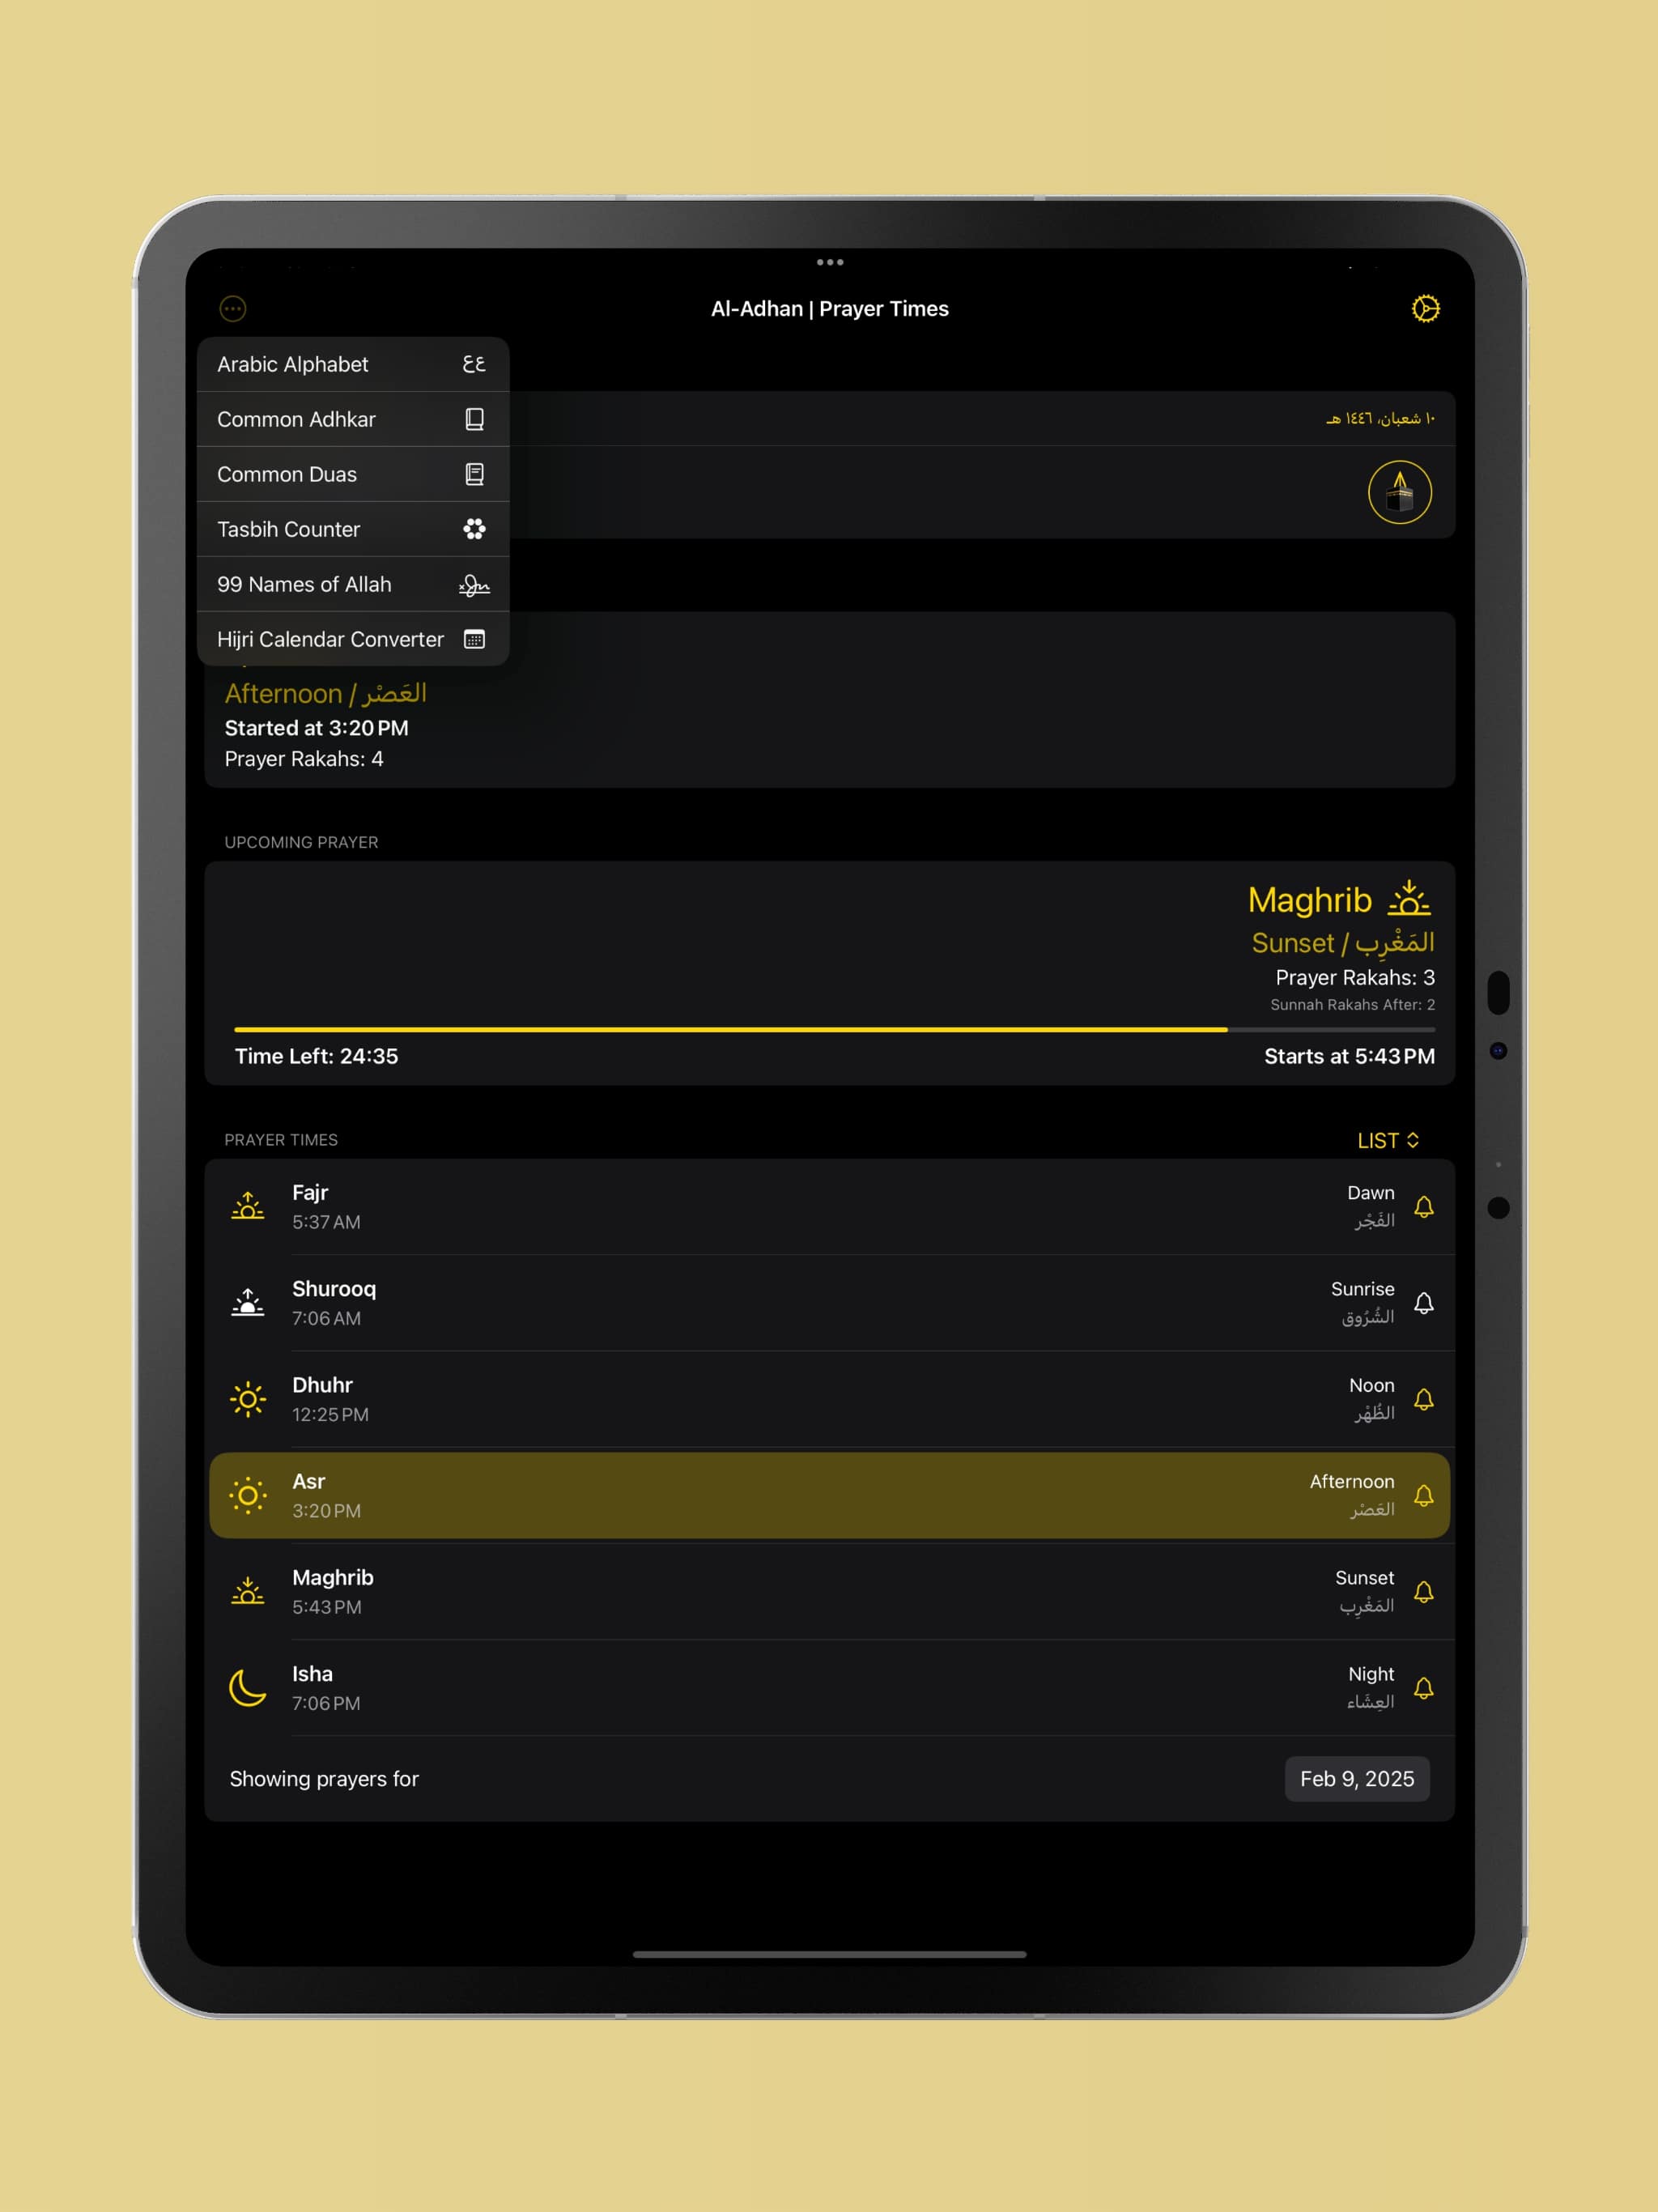 Al-Adhan | Prayer Times
Arabic Alphabet عع
Common Adhkar
Common Duas
Tasbih Counter
99 Names of Allah
Hijri Calendar Converter
١٠ شعبان، ١٤٤٦ هـ
Afternoon / العَصْر
Started at 3:20 PM
Prayer Rakahs: 4
UPCOMING PRAYER
Maghrib
Sunset / المَغْرِب
Prayer Rakahs: 3
Sunnah Rakahs After: 2
Time Left: 24:35 Starts at 5:43 PM
PRAYER TIMES LIST
Fajr Dawn
5:37 AM الفَجْر
Shurooq Sunrise
7:06 AM الشُرُوق
Dhuhr Noon
12:25 PM الظُهْر
Asr Afternoon
3:20 PM العَصْر
Maghrib Sunset
5:43 PM المَغْرِب
Isha Night
7:06 PM العِشَاء
Showing prayers for Feb 9, 2025